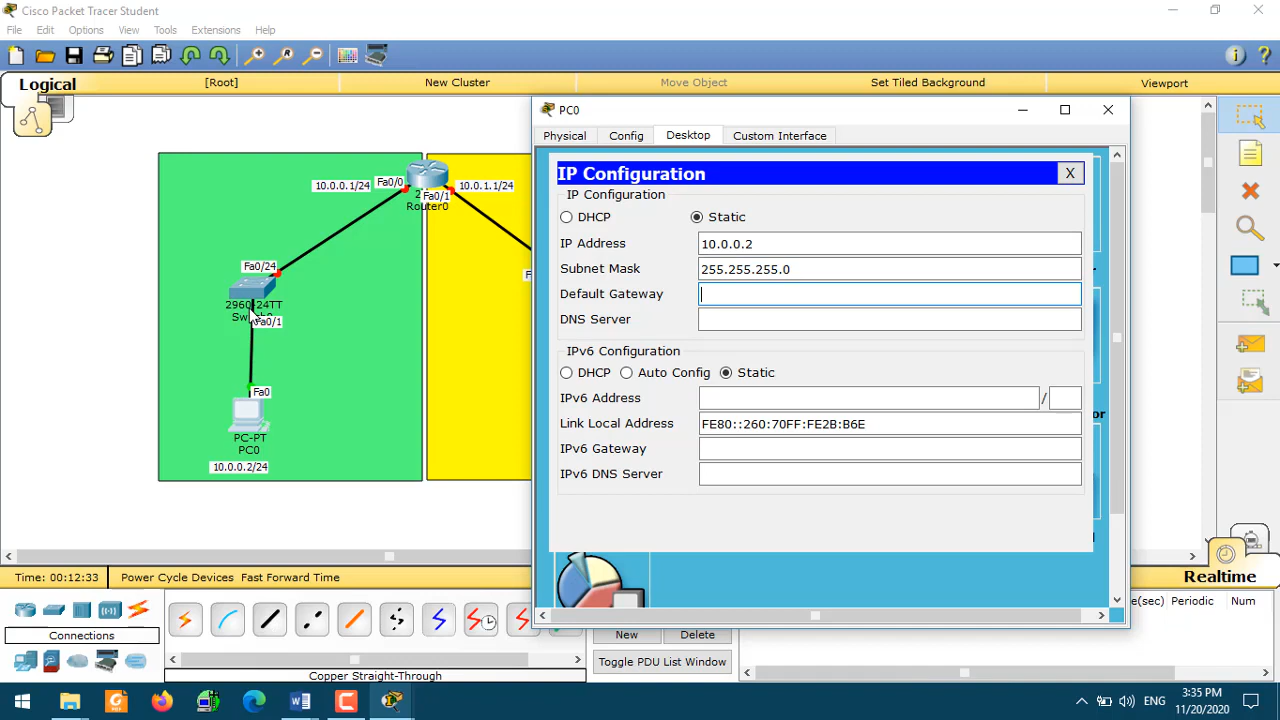 Cisco Packet Tracer Student
File Edit Options View Tools Extensions Help
Logical
[Root]
New Cluster
Move Object
Set Tiled Background
Viewport
10.0.0.1/24
Fa0/0
Fa0/1
Router0
10.0.1.1/24
Fa0/24
2960-24TT
Fa0/1
Fa0
PC-PT
PC0
10.0.0.2/24
PC0
Physical Config Desktop Custom Interface
IP Configuration
X
IP Configuration
DHCP Static
IP Address 10.0.0.2
Subnet Mask 255.255.255.0
Default Gateway
DNS Server
IPv6 Configuration
DHCP Auto Config Static
IPv6 Address /
Link Local Address FE80::260:70FF:FE2B:B6E
IPv6 Gateway
IPv6 DNS Server
Time: 00:12:33 Power Cycle Devices Fast Forward Time
Realtime
Connections
Copper Straight-Through
New Delete
Toggle PDU List Window
e(sec) Periodic Num
ENG
3:35 PM
11/20/2020